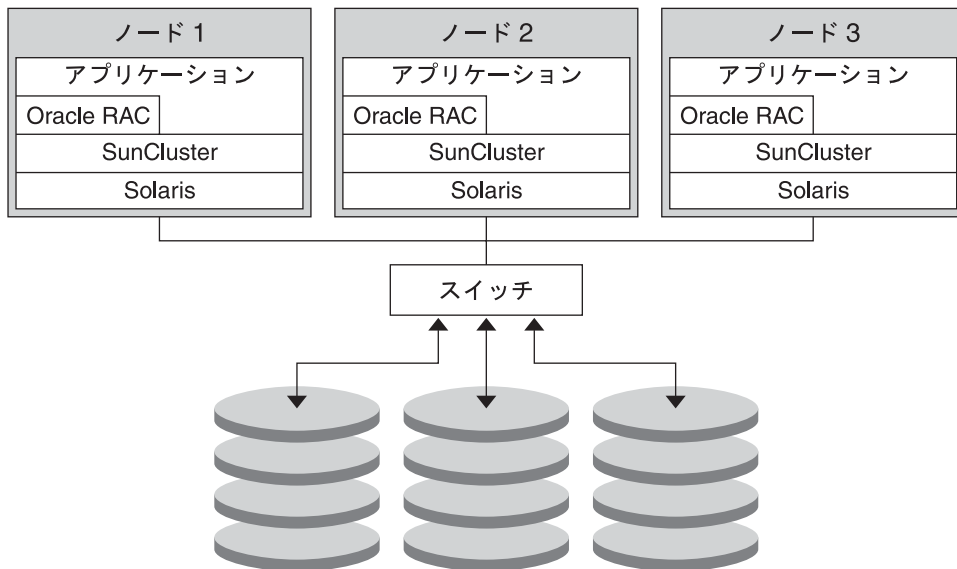 ノード 1
アプリケーション
Oracle RAC
SunCluster
Solaris
ノード 2
アプリケーション
Oracle RAC
SunCluster
Solaris
ノード 3
アプリケーション
Oracle RAC
SunCluster
Solaris
スイッチ